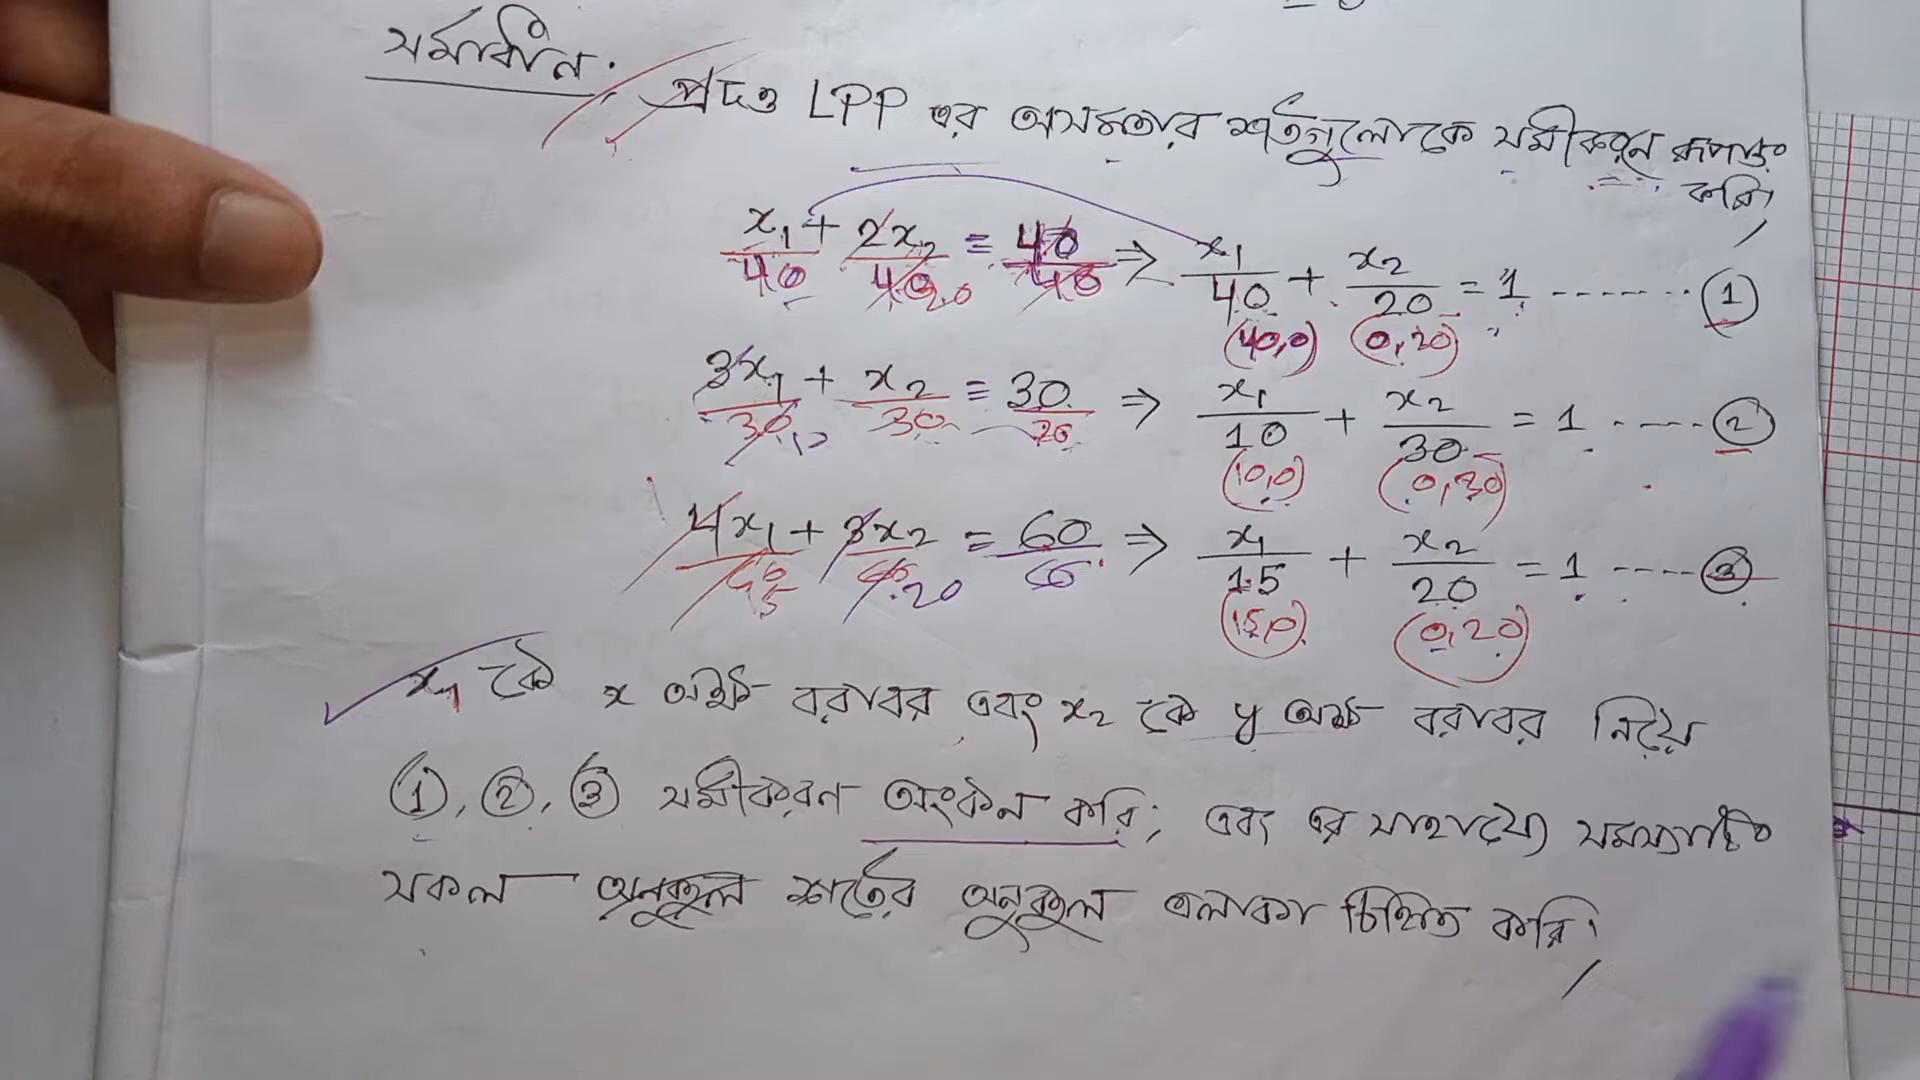 সমাধান: প্রদত্ত LPP এর অসমতার শর্তগুলোকে সমীকরণে রূপান্তর
করি,
x₁/40 + 2x₂/40 20 = 40/40 ⇒ x₁/40 + x₂/20 = 1 ------- ①
(40,0) (0,20)
3x₁/30 10 + x₂/30 = 30/30 ⇒ x₁/10 + x₂/30 = 1 ------ ②
(10,0) (0,30)
4x₁/60 15 + 3x₂/60 20 = 60/60 ⇒ x₁/15 + x₂/20 = 1 ----- ③
(15,0) (0,20)
x₁ কে x অক্ষ বরাবর এবং x₂ কে y অক্ষ বরাবর নিয়ে
①, ②, ③ সমীকরণ অংকন করি, এবং এর সাহায্যে সমস্যাটির
সকল অনুকূল শর্তের অনুকূল এলাকা চিহ্নিত করি,